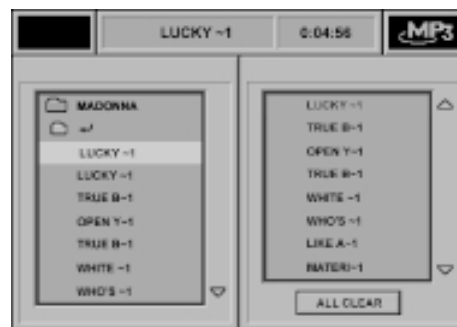 LUCKY ~1
0:04:56
MP3
MADONNA
LUCKY ~1
LUCKY ~1
TRUE B~1
OPEN Y~1
TRUE B~1
WHITE ~1
WHO'S ~1
LUCKY ~1
TRUE B~1
OPEN Y~1
TRUE B~1
WHITE ~1
WHO'S ~1
LIKE A~1
MATERI~1
ALL CLEAR